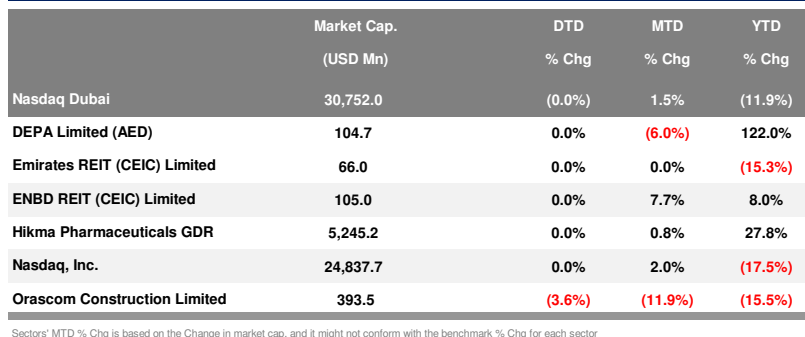 Market Cap. DTD MTD YTD
(USD Mn) % Chg % Chg % Chg
Nasdaq Dubai 30,752.0 (0.0%) 1.5% (11.9%)
DEPA Limited (AED) 104.7 0.0% (6.0%) 122.0%
Emirates REIT (CEIC) Limited 66.0 0.0% 0.0% (15.3%)
ENBD REIT (CEIC) Limited 105.0 0.0% 7.7% 8.0%
Hikma Pharmaceuticals GDR 5,245.2 0.0% 0.8% 27.8%
Nasdaq, Inc. 24,837.7 0.0% 2.0% (17.5%)
Orascom Construction Limited 393.5 (3.6%) (11.9%) (15.5%)
Sectors' MTD % Chg is based on the Change in market cap, and it might not conform with the benchmark % Chg for each sector